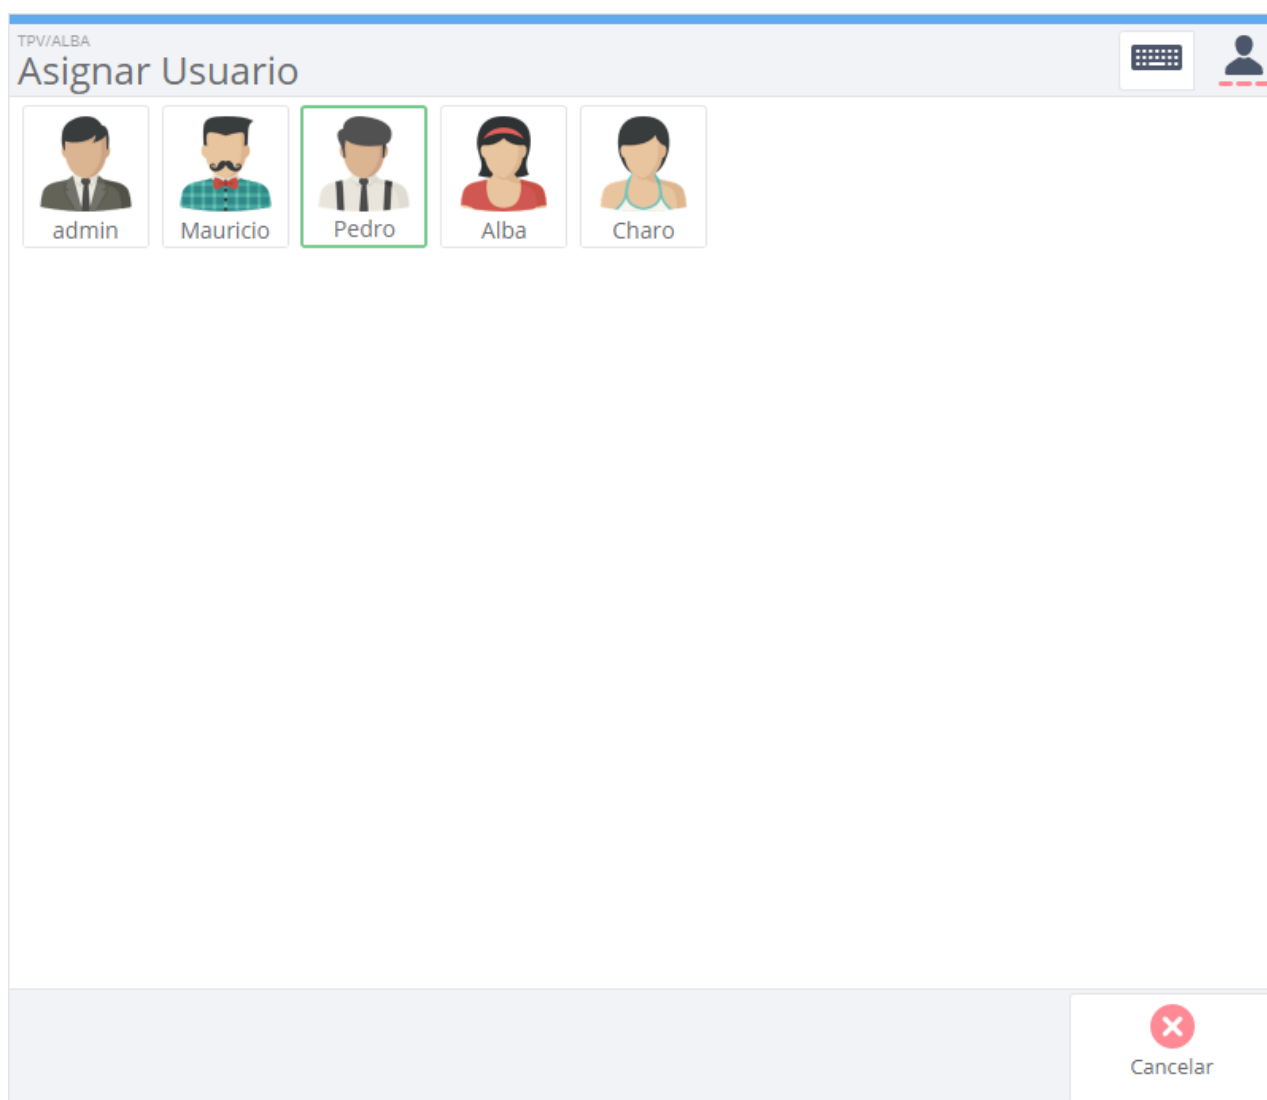 TPV/ALBA
Asignar Usuario
admin
Mauricio
Pedro
Alba
Charo
Cancelar